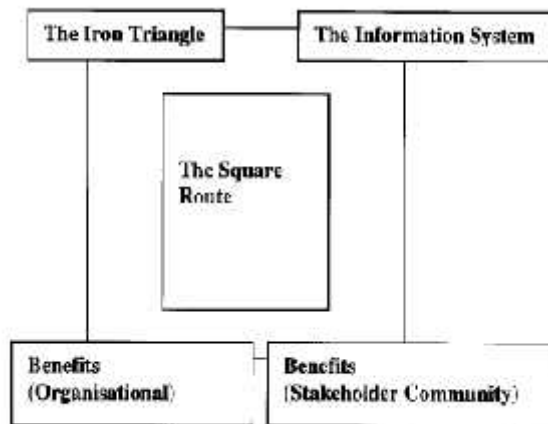 The Iron Triangle
The Information System
The Square
Route
Benefits
(Organisational)
Benefits
(Stakeholder Community)